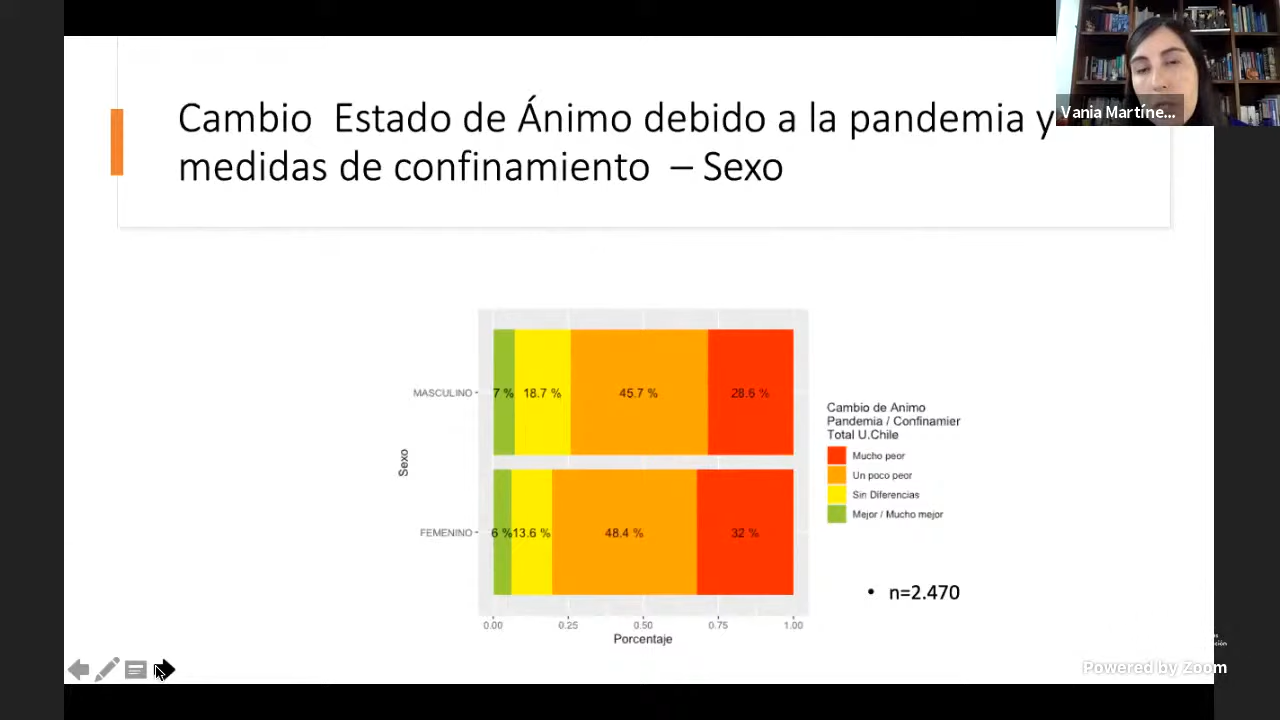 Cambio  Estado de Ánimo debido a la pandemia y
medidas de confinamiento  – Sexo
Vania Martíne...
MASCULINO
7 %
18.7 %
45.7 %
28.6 %
Sexo
FEMENINO
6 %
13.6 %
48.4 %
32 %
0.00
0.25
0.50
0.75
1.00
Porcentaje
Cambio de Animo
Pandemia / Confinamier
Total U.Chile
Mucho peor
Un poco peor
Sin Diferencias
Mejor / Mucho mejor
• n=2.470
Powered by Zoom